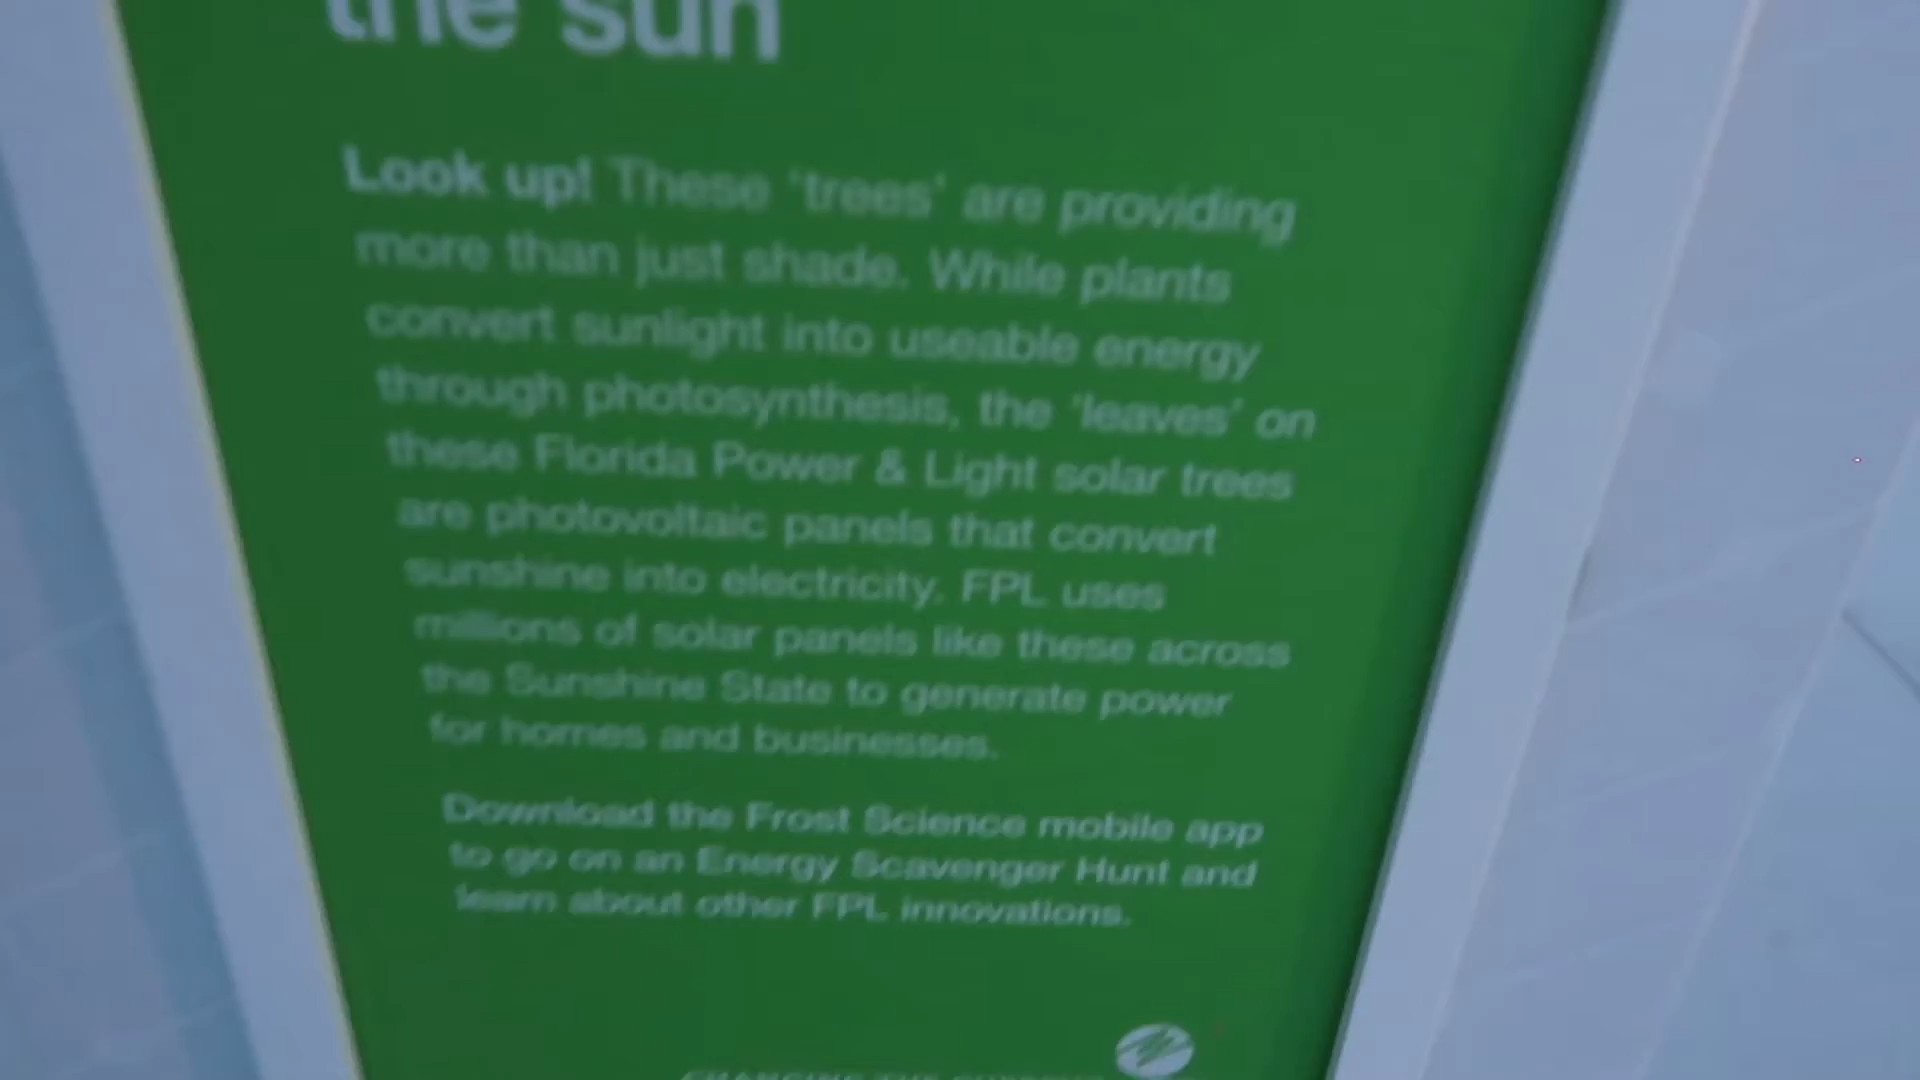 the sun
Look up! These 'trees' are providing
more than just shade. While plants
convert sunlight into useable energy
through photosynthesis, the 'leaves' on
these Florida Power & Light solar trees
are photovoltaic panels that convert
sunshine into electricity. FPL uses
millions of solar panels like these across
the Sunshine State to generate power
for homes and businesses.
Download the Frost Science mobile app
to go on an Energy Scavenger Hunt and
learn about other FPL innovations.